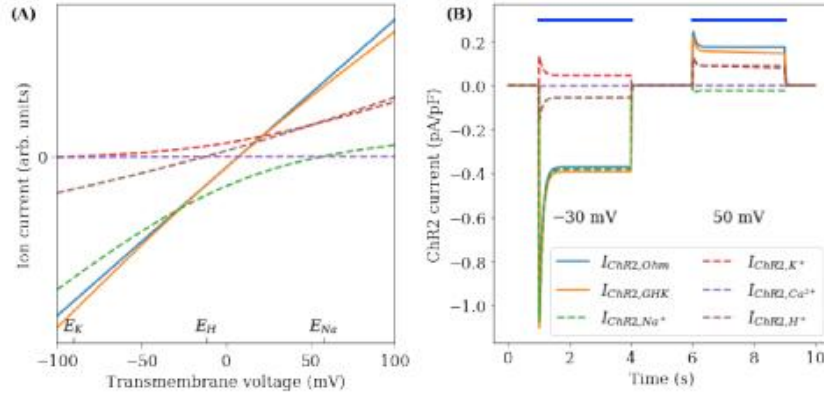 (A)
Ion current (arb. units)
0
E_K
E_H
E_Na
−100
−50
0
50
100
Transmembrane voltage (mV)
(B)
ChR2 current (pA/pF)
0.2
0.0
−0.2
−0.4
−0.6
−0.8
−1.0
−30 mV
50 mV
I_ChR2,Ohm
I_ChR2,GHK
I_ChR2,Na⁺
I_ChR2,K⁺
I_ChR2,Ca²⁺
I_ChR2,H⁺
0
2
4
6
8
10
Time (s)